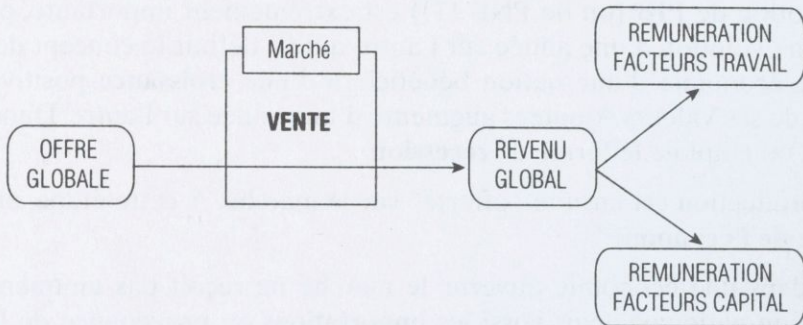 Marché
VENTE
OFFRE
GLOBALE
REVENU
GLOBAL
REMUNERATION
FACTEURS TRAVAIL
REMUNERATION
FACTEURS CAPITAL